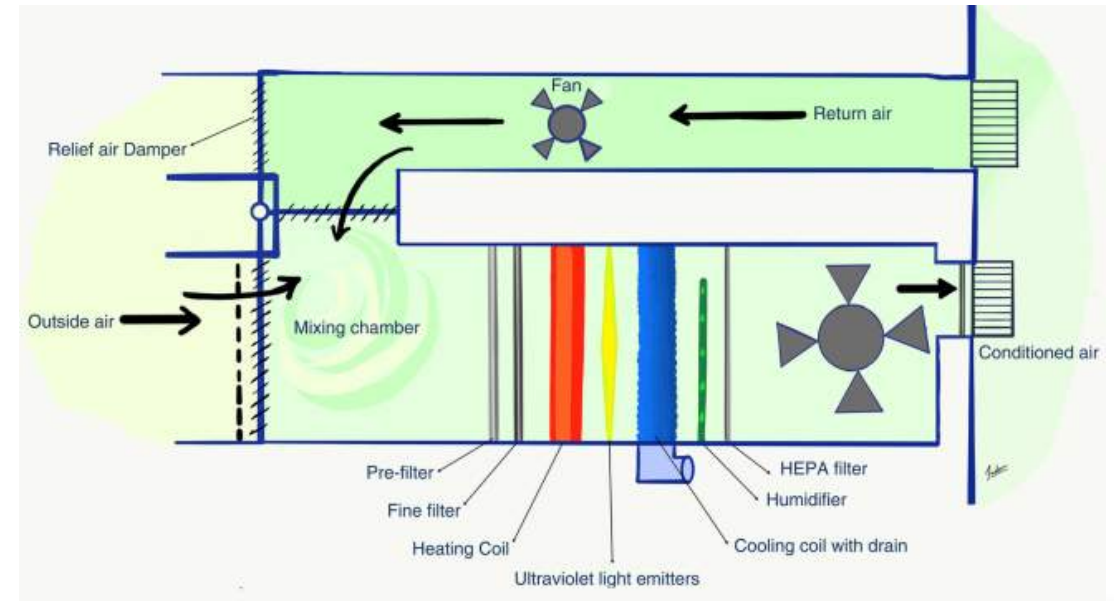 Fan
Return air
Relief air Damper
Outside air
Mixing chamber
Conditioned air
Pre-filter
HEPA filter
Fine filter
Humidifier
Heating Coil
Cooling coil with drain
Ultraviolet light emitters